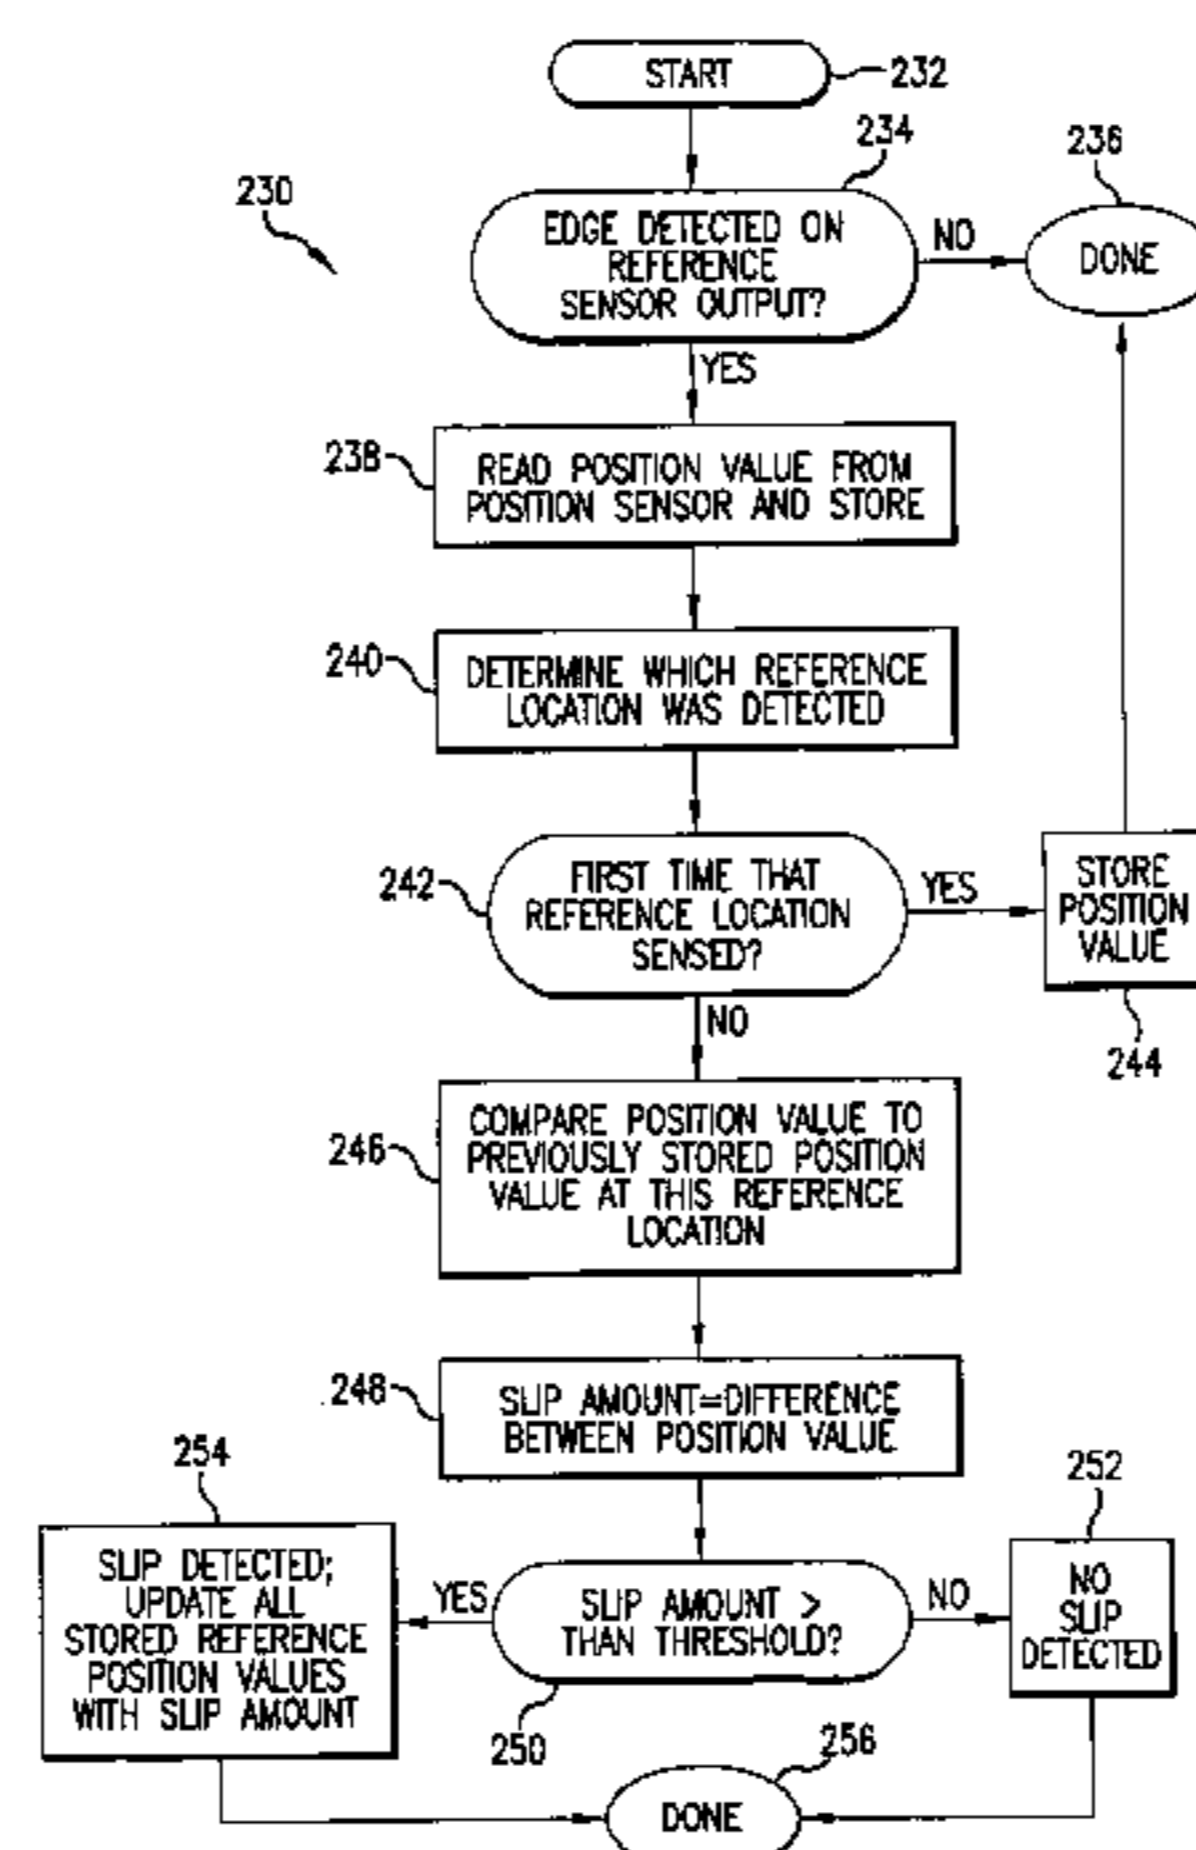 START
232
234
236
230
EDGE DETECTED ON
REFERENCE
SENSOR OUTPUT?
NO
DONE
YES
238
READ POSITION VALUE FROM
POSITION SENSOR AND STORE
240
DETERMINE WHICH REFERENCE
LOCATION WAS DETECTED
242
FIRST TIME THAT
REFERENCE LOCATION
SENSED?
YES
STORE
POSITION
VALUE
244
NO
246
COMPARE POSITION VALUE TO
PREVIOUSLY STORED POSITION
VALUE AT THIS REFERENCE
LOCATION
248
SLIP AMOUNT=DIFFERENCE
BETWEEN POSITION VALUE
254
252
SLIP DETECTED;
UPDATE ALL
STORED REFERENCE
POSITION VALUES
WITH SLIP AMOUNT
YES
SLIP AMOUNT >
THAN THRESHOLD?
NO
NO
SLIP
DETECTED
250
256
DONE